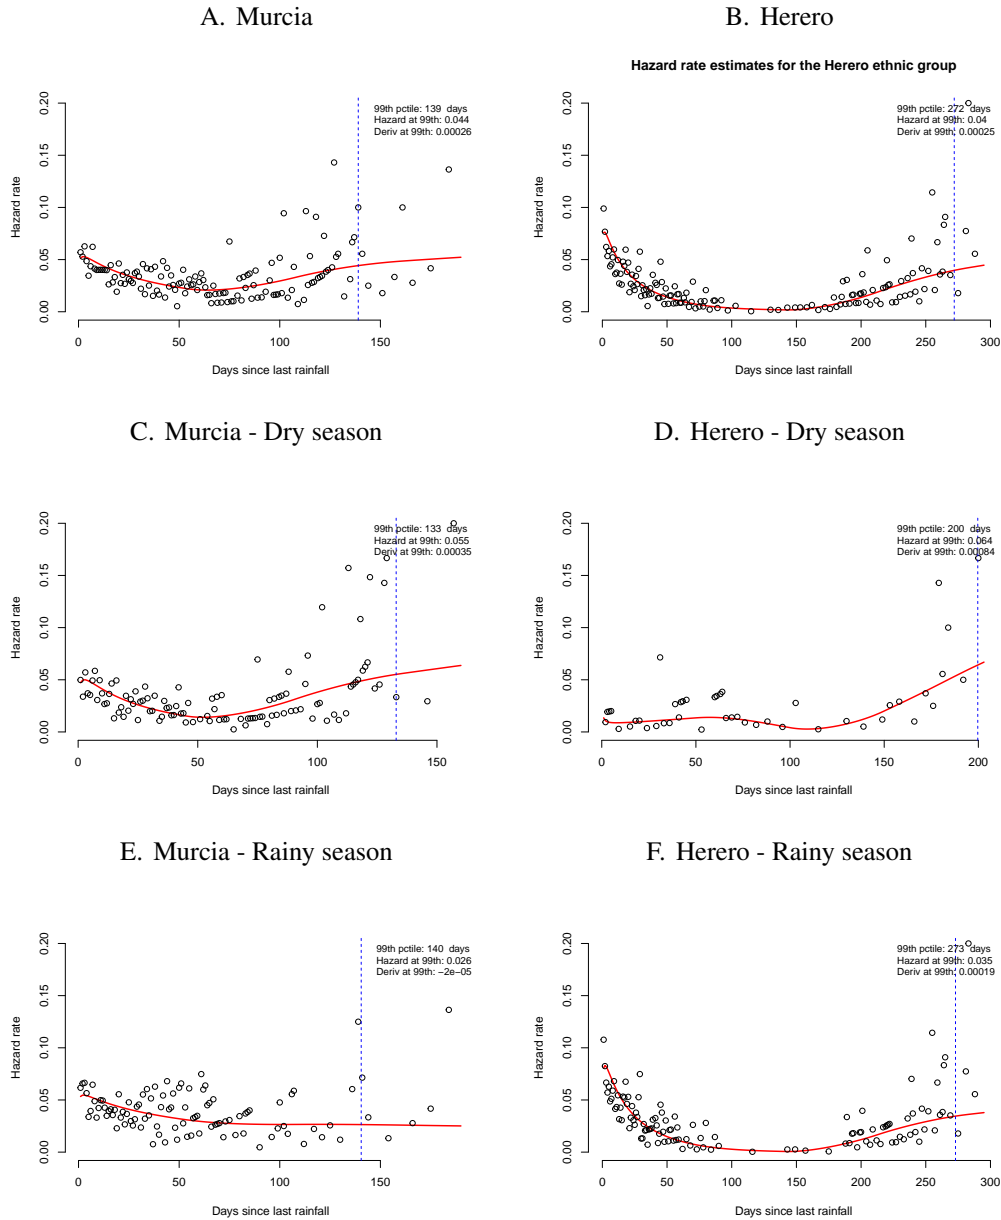 A. Murcia
99th pctile: 139 days
Hazard at 99th: 0.044
Deriv at 99th: 0.00026
Hazard rate
0.20
0.15
0.10
0.05
0.00
0 50 100 150
Days since last rainfall
B. Herero
Hazard rate estimates for the Herero ethnic group
99th pctile: 272 days
Hazard at 99th: 0.04
Deriv at 99th: 0.00025
Hazard rate
0.20
0.15
0.10
0.05
0.00
0 50 100 150 200 250 300
Days since last rainfall
C. Murcia - Dry season
99th pctile: 133 days
Hazard at 99th: 0.055
Deriv at 99th: 0.00035
Hazard rate
0.20
0.15
0.10
0.05
0.00
0 50 100 150
Days since last rainfall
D. Herero - Dry season
99th pctile: 200 days
Hazard at 99th: 0.064
Deriv at 99th: 0.00084
Hazard rate
0.20
0.15
0.10
0.05
0.00
0 50 100 150 200
Days since last rainfall
E. Murcia - Rainy season
99th pctile: 140 days
Hazard at 99th: 0.026
Deriv at 99th: −2e−05
Hazard rate
0.20
0.15
0.10
0.05
0.00
0 50 100 150
Days since last rainfall
F. Herero - Rainy season
99th pctile: 273 days
Hazard at 99th: 0.035
Deriv at 99th: 0.00019
Hazard rate
0.20
0.15
0.10
0.05
0.00
0 50 100 150 200 250 300
Days since last rainfall